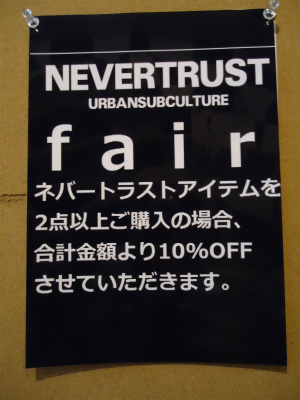 NEVERTRUST
URBANSUBCULTURE
fair
ネバートラストアイテムを
2点以上ご購入の場合、
合計金額より10%OFF
させていただきます。